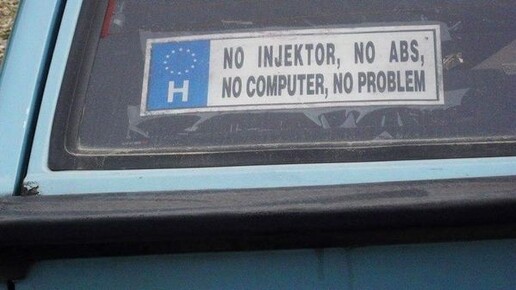 H
NO INJEKTOR, NO ABS,
NO COMPUTER, NO PROBLEM